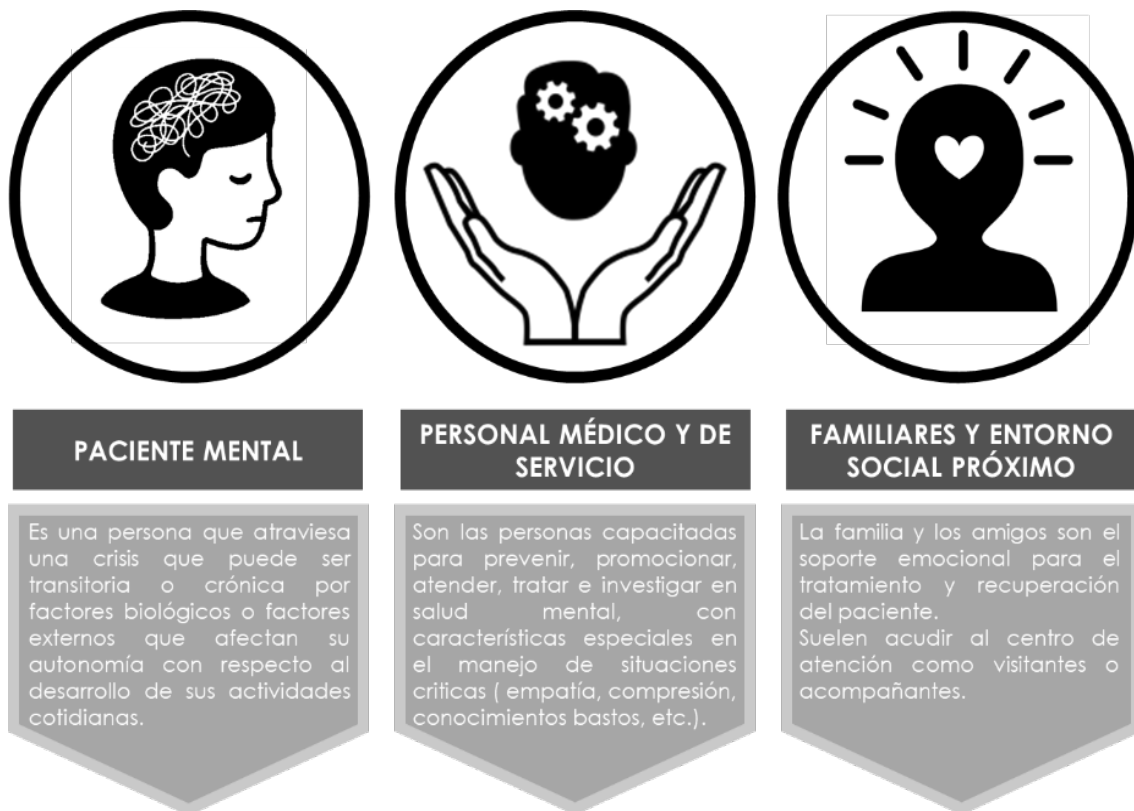 PACIENTE MENTAL
Es una persona que atraviesa
una crisis que puede ser
transitoria o crónica por
factores biológicos o factores
externos que afectan su
autonomía con respecto al
desarrollo de sus actividades
cotidianas.
PERSONAL MÉDICO Y DE
SERVICIO
Son las personas capacitadas
para prevenir, promocionar,
atender, tratar e investigar en
salud mental, con
características especiales en
el manejo de situaciones
criticas ( empatía, compresión,
conocimientos bastos, etc.).
FAMILIARES Y ENTORNO
SOCIAL PRÓXIMO
La familia y los amigos son el
soporte emocional para el
tratamiento y recuperación
del paciente.
Suelen acudir al centro de
atención como visitantes o
acompañantes.